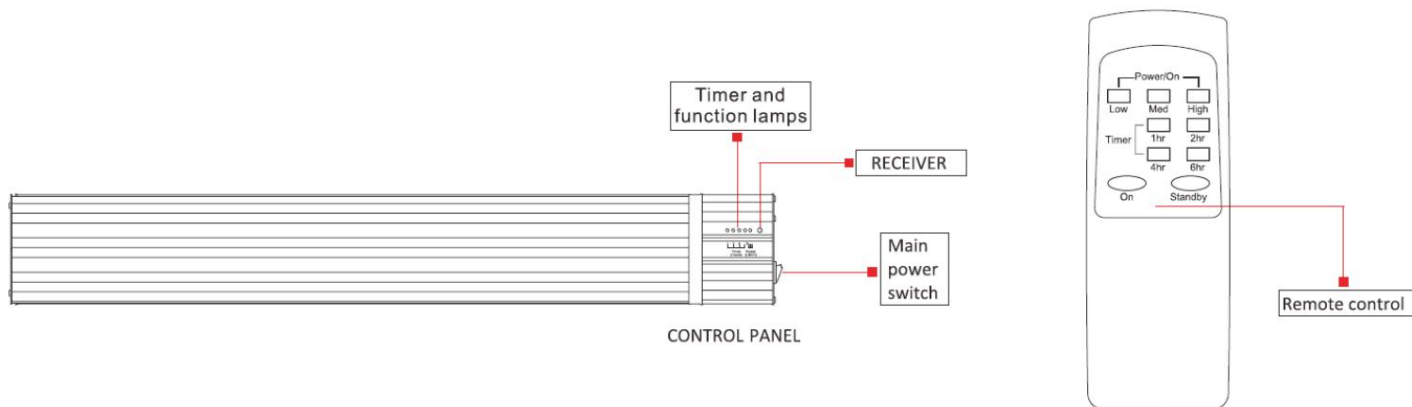 Timer and
function lamps
RECEIVER
Main
power
switch
CONTROL PANEL
Power/On
Low Med High
Timer
1hr 2hr
4hr 6hr
On Standby
Remote control